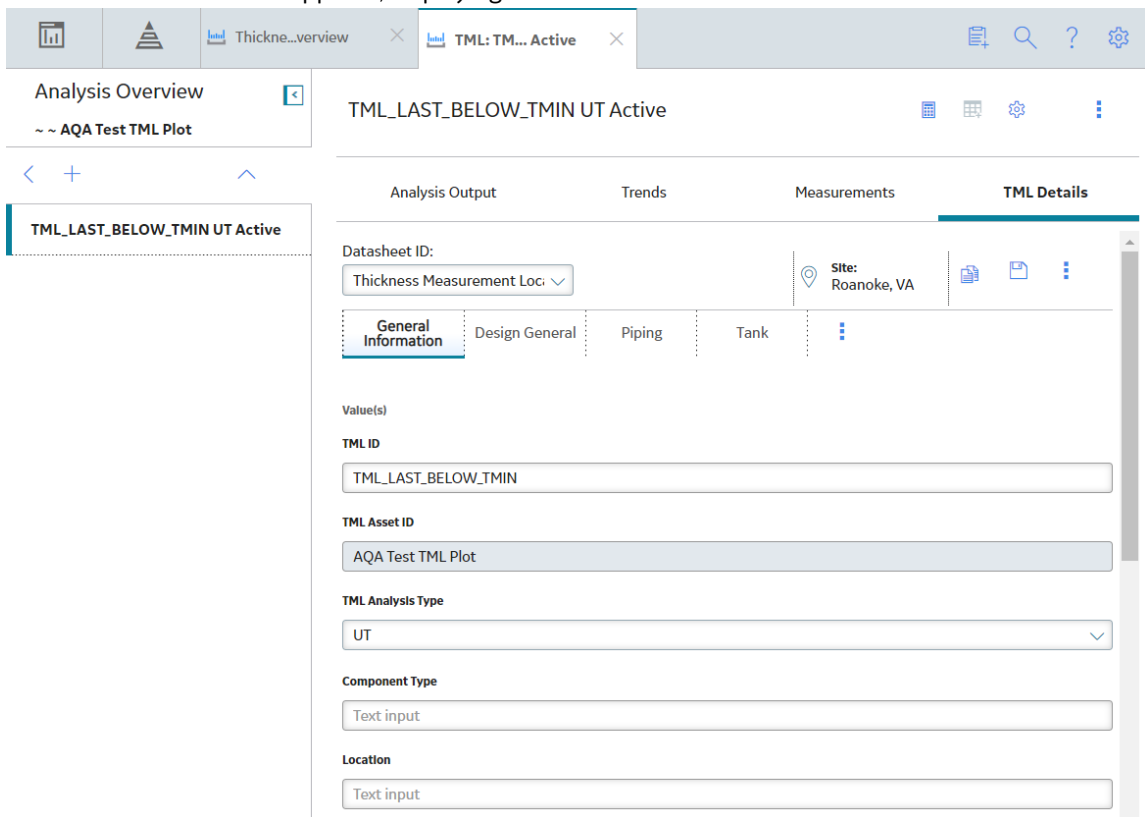 Thickne...verview
TML: TM... Active
?
Analysis Overview
~ ~ AQA Test TML Plot
TML_LAST_BELOW_TMIN UT Active
TML_LAST_BELOW_TMIN UT Active
Analysis Output
Trends
Measurements
TML Details
Datasheet ID:
Thickness Measurement Loc
Site:
Roanoke, VA
General
Information
Design General
Piping
Tank
Value(s)
TML ID
TML_LAST_BELOW_TMIN
TML Asset ID
AQA Test TML Plot
TML Analysis Type
UT
Component Type
Text input
Location
Text input